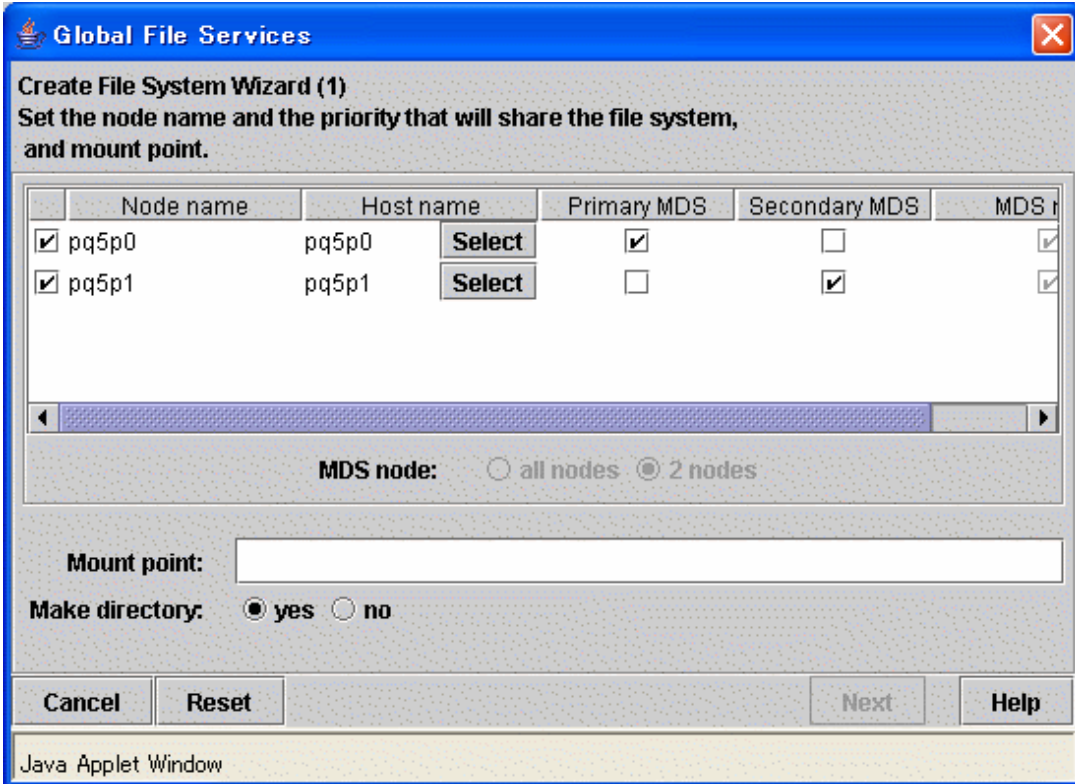 Global File Services
Create File System Wizard (1)
Set the node name and the priority that will share the file system,
and mount point.
Node name Host name Primary MDS Secondary MDS MDS
pq5p0 pq5p0 Select
pq5p1 pq5p1 Select
MDS node: all nodes 2 nodes
Mount point:
Make directory: yes no
Cancel Reset Next Help
Java Applet Window